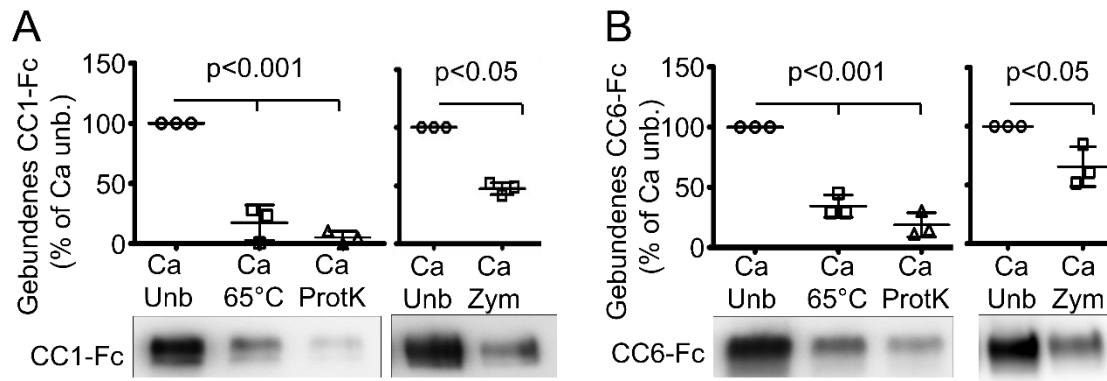 A
Gebundenes CC1-Fc
(% of Ca unb.)
150
100
50
0
p<0.001
p<0.05
Ca Ca Ca Ca Ca
Unb 65°C ProtK Unb Zym
CC1-Fc
B
Gebundenes CC6-Fc
(% of Ca unb.)
150
100
50
0
p<0.001
p<0.05
Ca Ca Ca Ca Ca
Unb 65°C ProtK Unb Zym
CC6-Fc